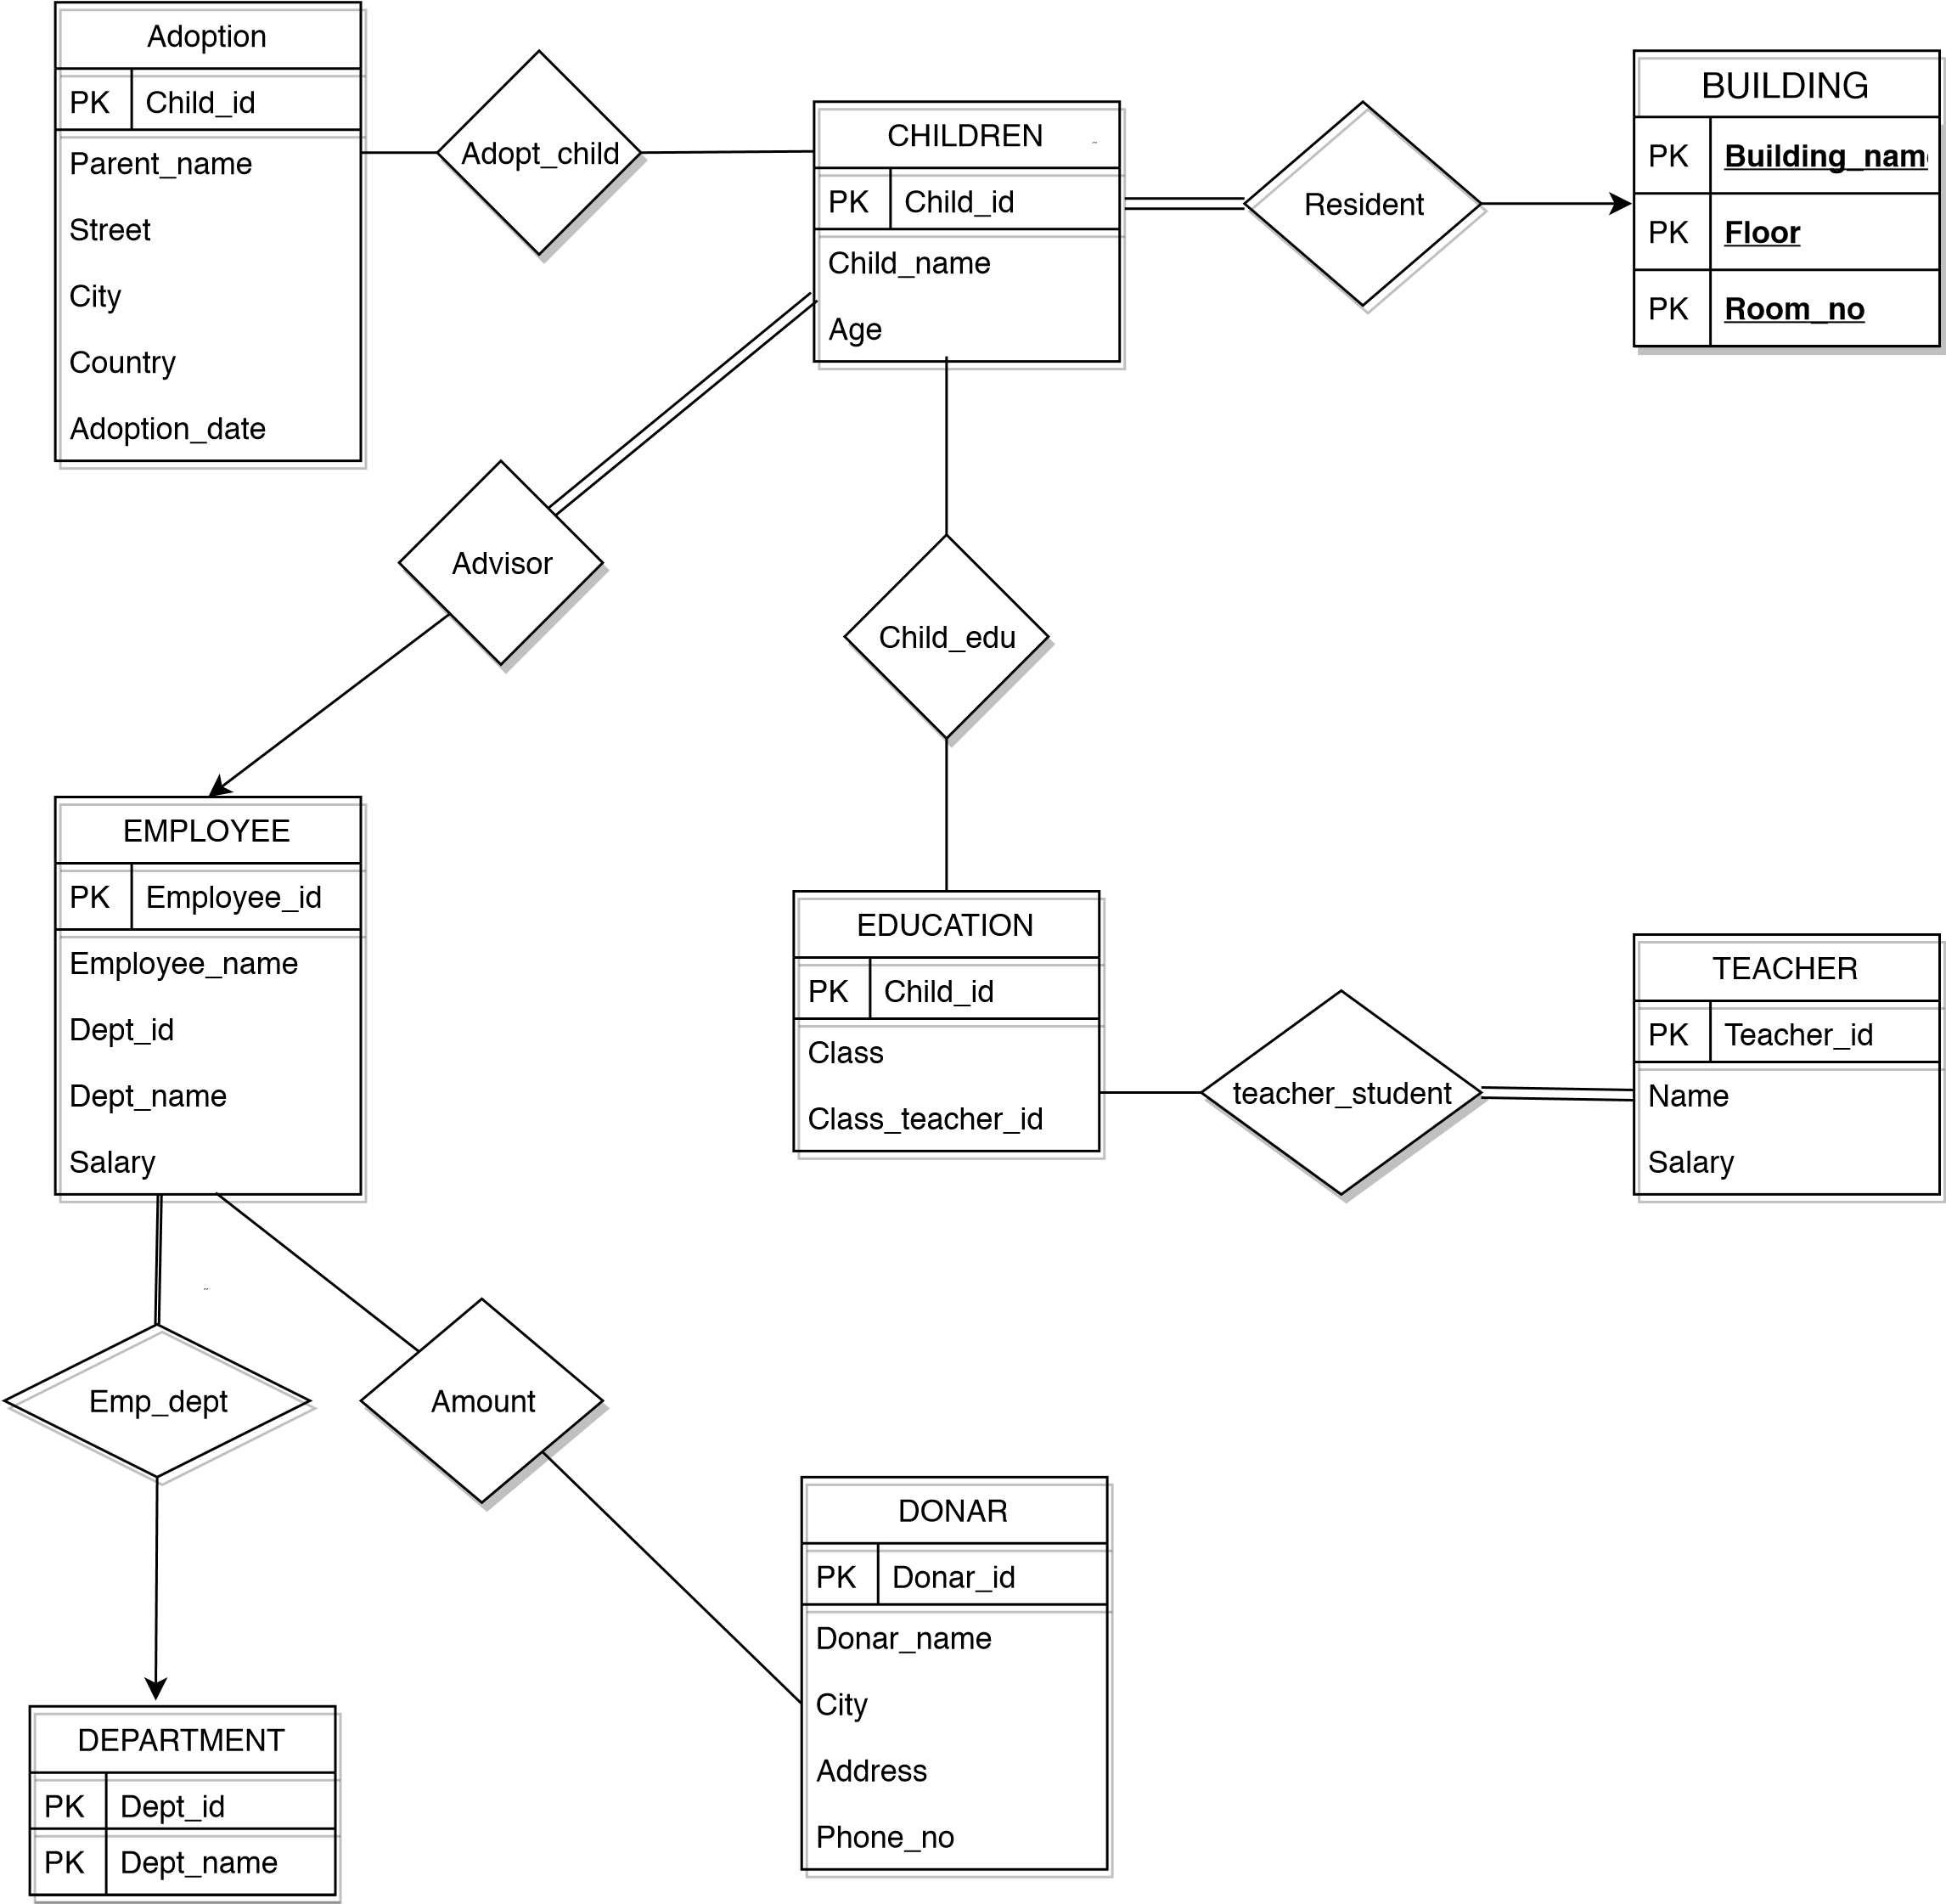 Adoption
PK Child_id
Parent_name
Street
City
Country
Adoption_date
Adopt_child
CHILDREN
PK Child_id
Child_name
Age
Resident
BUILDING
PK Building_nam
PK Floor
PK Room_no
Advisor
Child_edu
EMPLOYEE
PK Employee_id
Employee_name
Dept_id
Dept_name
Salary
EDUCATION
PK Child_id
Class
Class_teacher_id
teacher_student
TEACHER
PK Teacher_id
Name
Salary
Emp_dept
Amount
DONAR
PK Donar_id
Donar_name
City
Address
Phone_no
DEPARTMENT
PK Dept_id
PK Dept_name